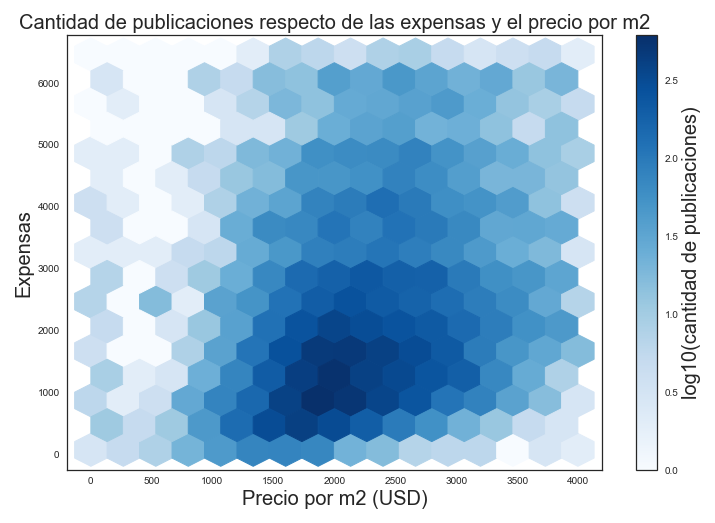 Cantidad de publicaciones respecto de las expensas y el precio por m2
Expensas
6000
5000
4000
3000
2000
1000
0
0 500 1000 1500 2000 2500 3000 3500 4000
Precio por m2 (USD)
2.5
2.0
1.5
1.0
0.5
0.0
log10(cantidad de publicaciones)